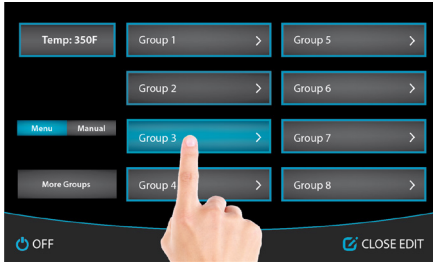 Temp: 350F
Group 1
Group 5
Group 2
Group 6
Menu
Manual
Group 3
Group 7
More Groups
Group 4
Group 8
OFF
CLOSE EDIT